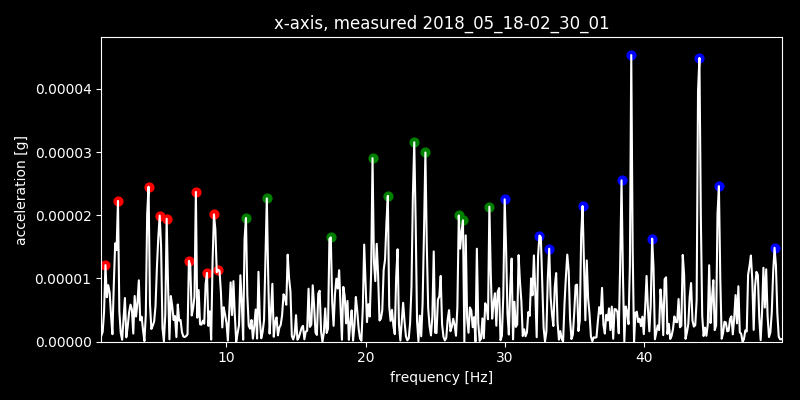 x-axis, measured 2018_05_18-02_30_01
acceleration [g]
0.00004
0.00003
0.00002
0.00001
0.00000
10 20 30 40
frequency [Hz]